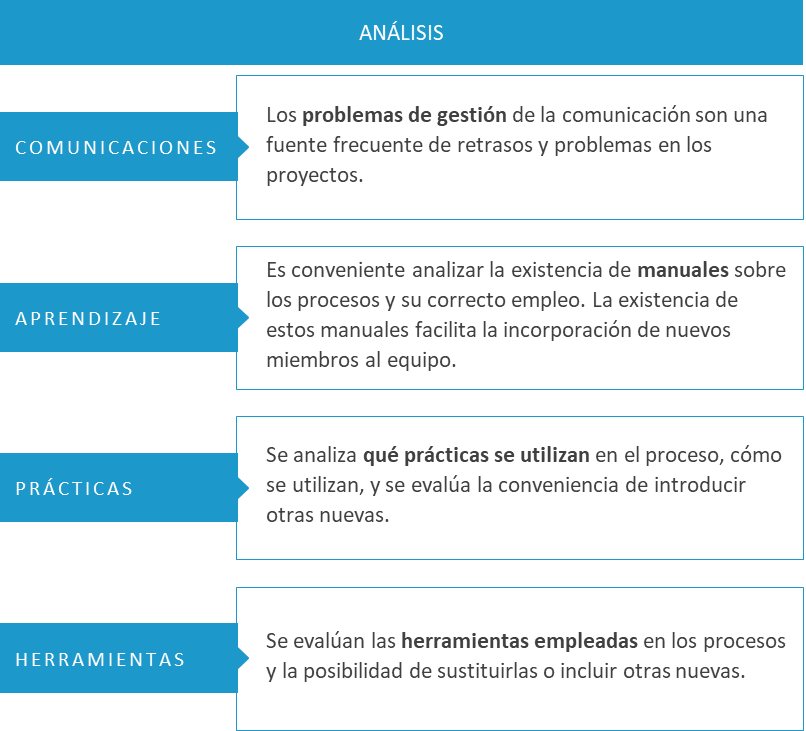 ANÁLISIS
COMUNICACIONES
Los problemas de gestión de la comunicación son una
fuente frecuente de retrasos y problemas en los
proyectos.
APRENDIZAJE
Es conveniente analizar la existencia de manuales sobre
los procesos y su correcto empleo. La existencia de
estos manuales facilita la incorporación de nuevos
miembros al equipo.
PRÁCTICAS
Se analiza qué prácticas se utilizan en el proceso, cómo
se utilizan, y se evalúa la conveniencia de introducir
otras nuevas.
HERRAMIENTAS
Se evalúan las herramientas empleadas en los procesos
y la posibilidad de sustituirlas o incluir otras nuevas.